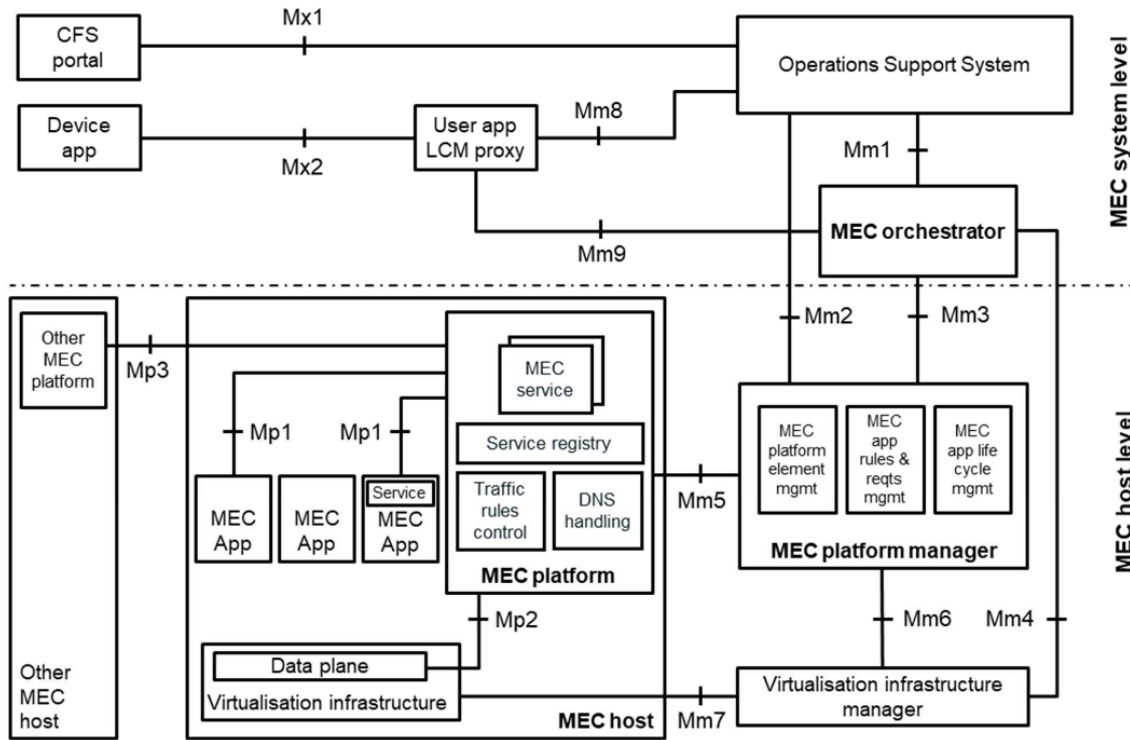 CFS
portal
Mx1
Operations Support System
Device
app
Mx2
User app
LCM proxy
Mm8
Mm1
MEC orchestrator
Mm9
MEC system level
Other
MEC
platform
Mp3
Mp1
Mp1
MEC
App
MEC
App
Service
MEC
App
MEC
service
Service registry
Traffic
rules
control
DNS
handling
MEC platform
Mm2
Mm3
Mm5
MEC
platform
element
mgmt
MEC
app
rules &
reqts
mgmt
MEC
app life
cycle
mgmt
MEC platform manager
MEC host level
Mp2
Mm6
Mm4
Other
MEC
host
Data plane
Virtualisation infrastructure
MEC host
Mm7
Virtualisation infrastructure
manager